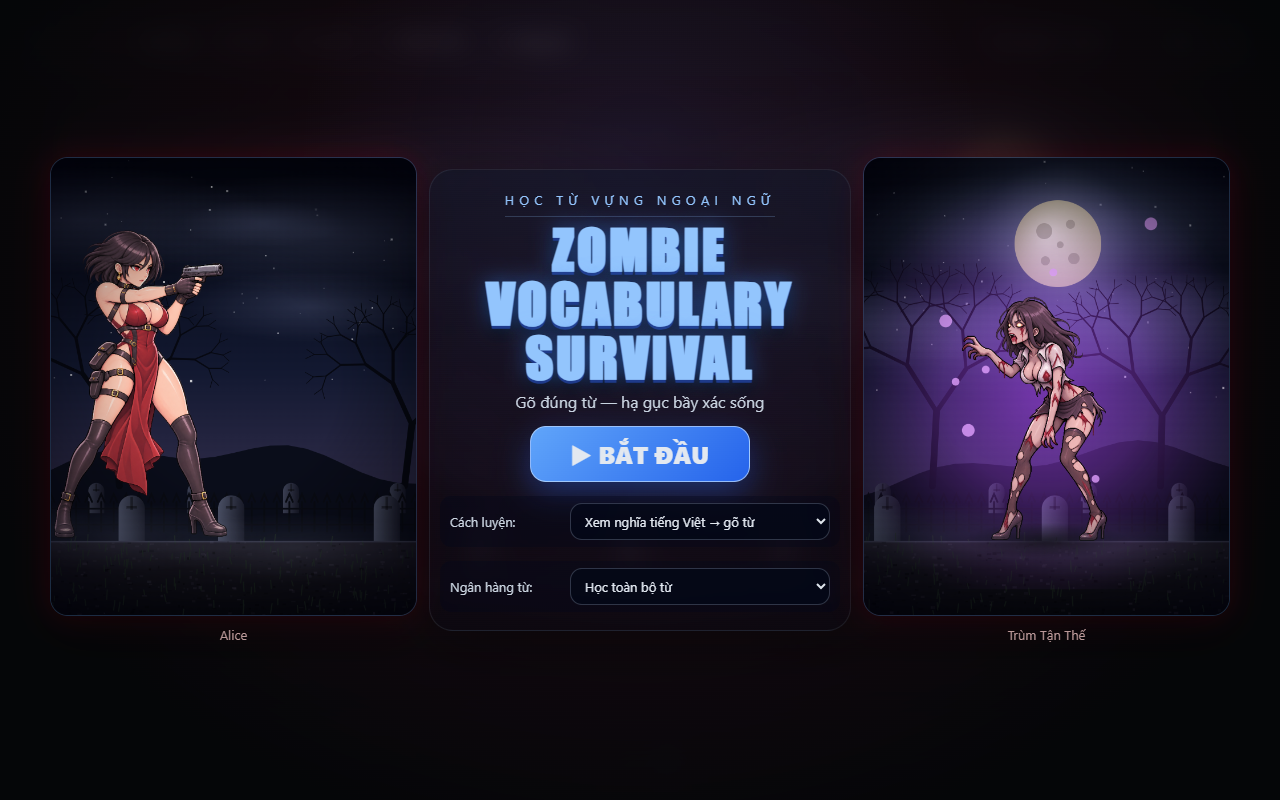 HỌC TỪ VỰNG NGOẠI NGỮ
ZOMBIE
VOCABULARY
SURVIVAL
Gõ đúng từ — hạ gục bầy xác sống
▶ BẮT ĐẦU
Cách luyện:
Xem nghĩa tiếng Việt → gõ từ
Ngân hàng từ:
Học toàn bộ từ
Alice
Trùm Tận Thế